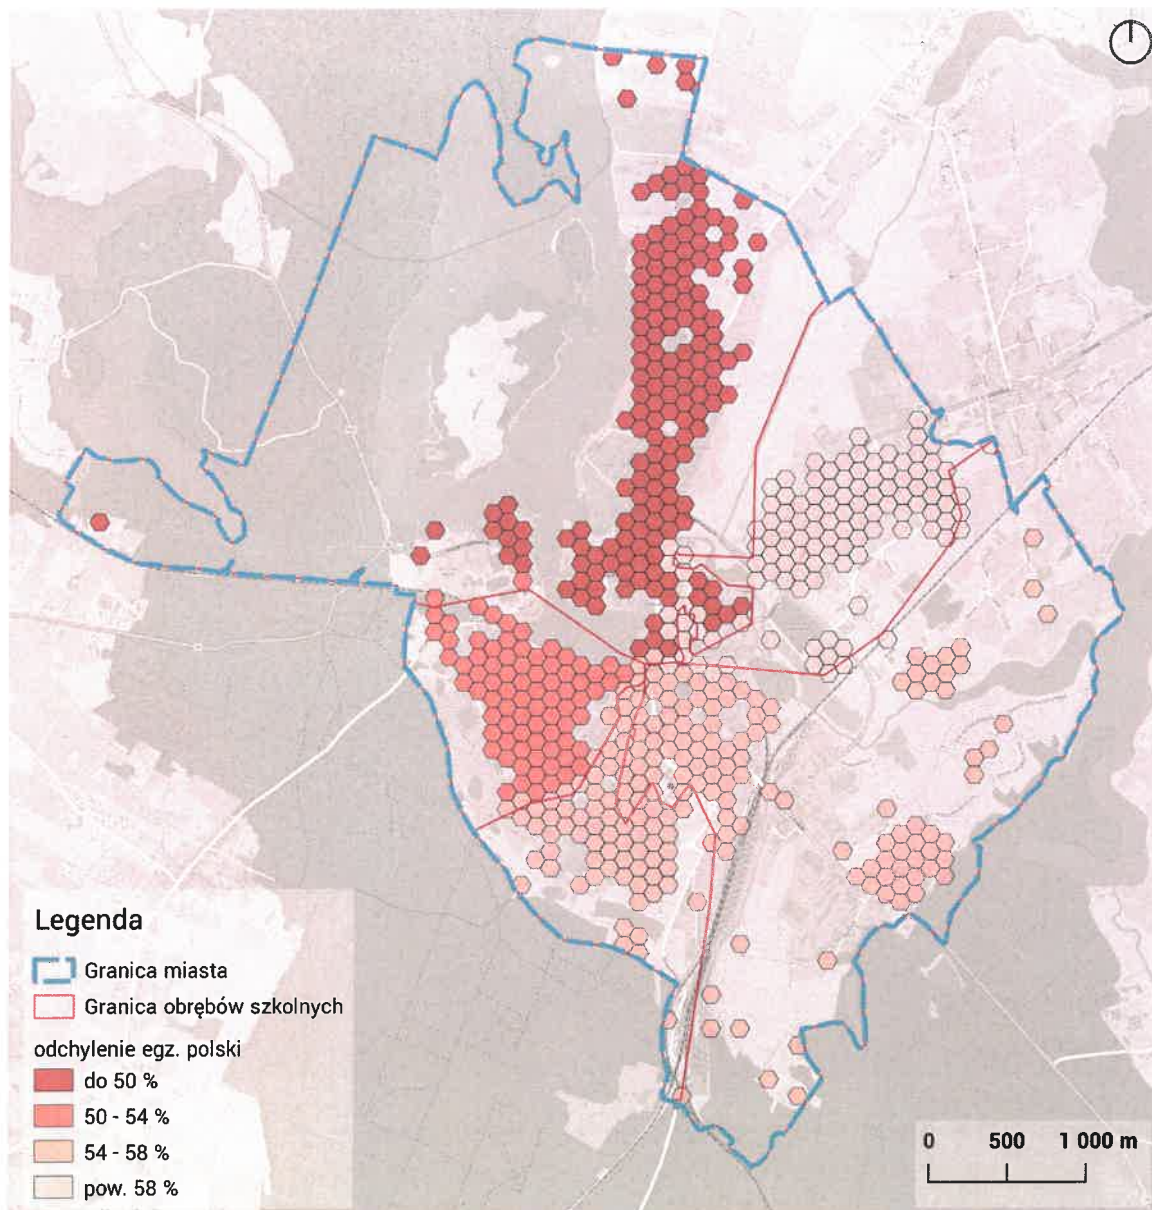 Legenda
Granica miasta
Granica obrębów szkolnych
odchylenie egz. polski
do 50 %
50 - 54 %
54 - 58 %
pow. 58 %
0 500 1 000 m